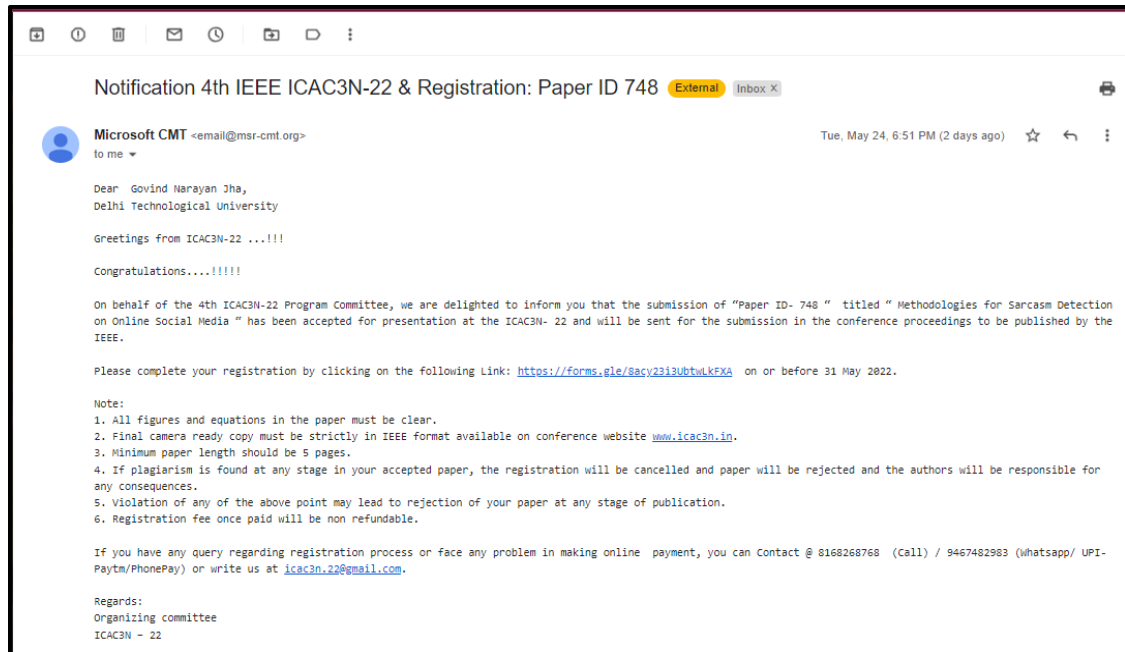 Notification 4th IEEE ICAC3N-22 & Registration: Paper ID 748 External Inbox X
Microsoft CMT <email@msr-cmt.org> Tue, May 24, 6:51 PM (2 days ago)
to me
Dear  Govind Narayan Jha,
Delhi Technological University
Greetings from ICAC3N-22 ...!!!
Congratulations....!!!!!
On behalf of the 4th ICAC3N-22 Program Committee, we are delighted to inform you that the submission of “Paper ID- 748 ” titled “ Methodologies for Sarcasm Detection
on Online Social Media ” has been accepted for presentation at the ICAC3N- 22 and will be sent for the submission in the conference proceedings to be published by the
IEEE.
Please complete your registration by clicking on the following Link: https://forms.gle/8acy23i3UbtwLkFXA  on or before 31 May 2022.
Note:
1. All figures and equations in the paper must be clear.
2. Final camera ready copy must be strictly in IEEE format available on conference website www.icac3n.in.
3. Minimum paper length should be 5 pages.
4. If plagiarism is found at any stage in your accepted paper, the registration will be cancelled and paper will be rejected and the authors will be responsible for
any consequences.
5. Violation of any of the above point may lead to rejection of your paper at any stage of publication.
6. Registration fee once paid will be non refundable.
If you have any query regarding registration process or face any problem in making online  payment, you can Contact @ 8168268768  (Call) / 9467482983 (Whatsapp/ UPI-
Paytm/PhonePay) or write us at icac3n.22@gmail.com.
Regards:
Organizing committee
ICAC3N – 22